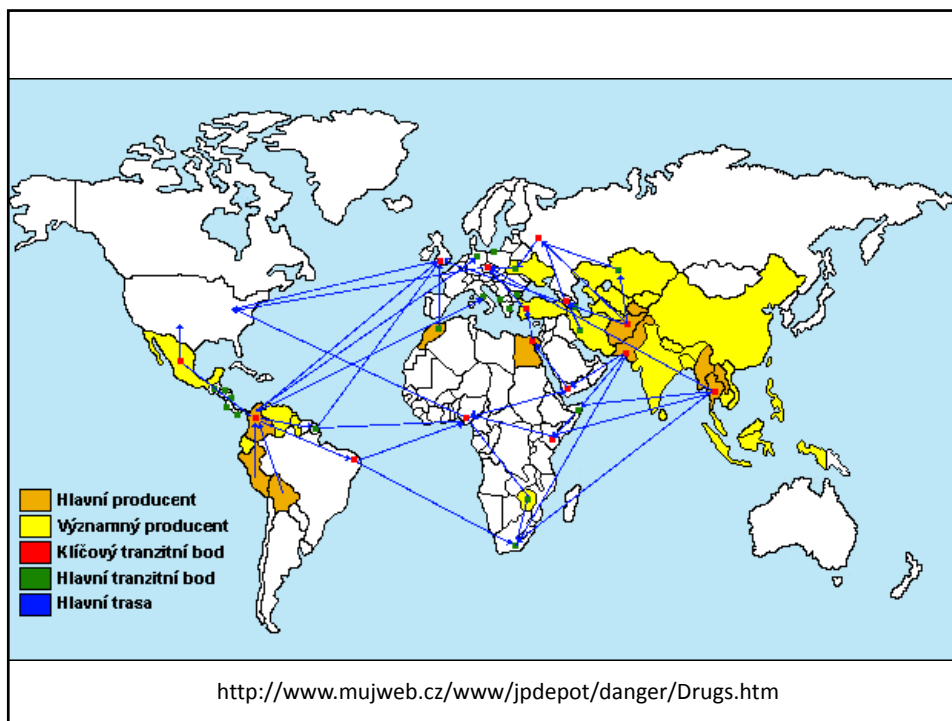 Hlavní producent
Významný producent
Klíčový tranzitní bod
Hlavní tranzitní bod
Hlavní trasa
http://www.mujweb.cz/www/jpdepot/danger/Drugs.htm